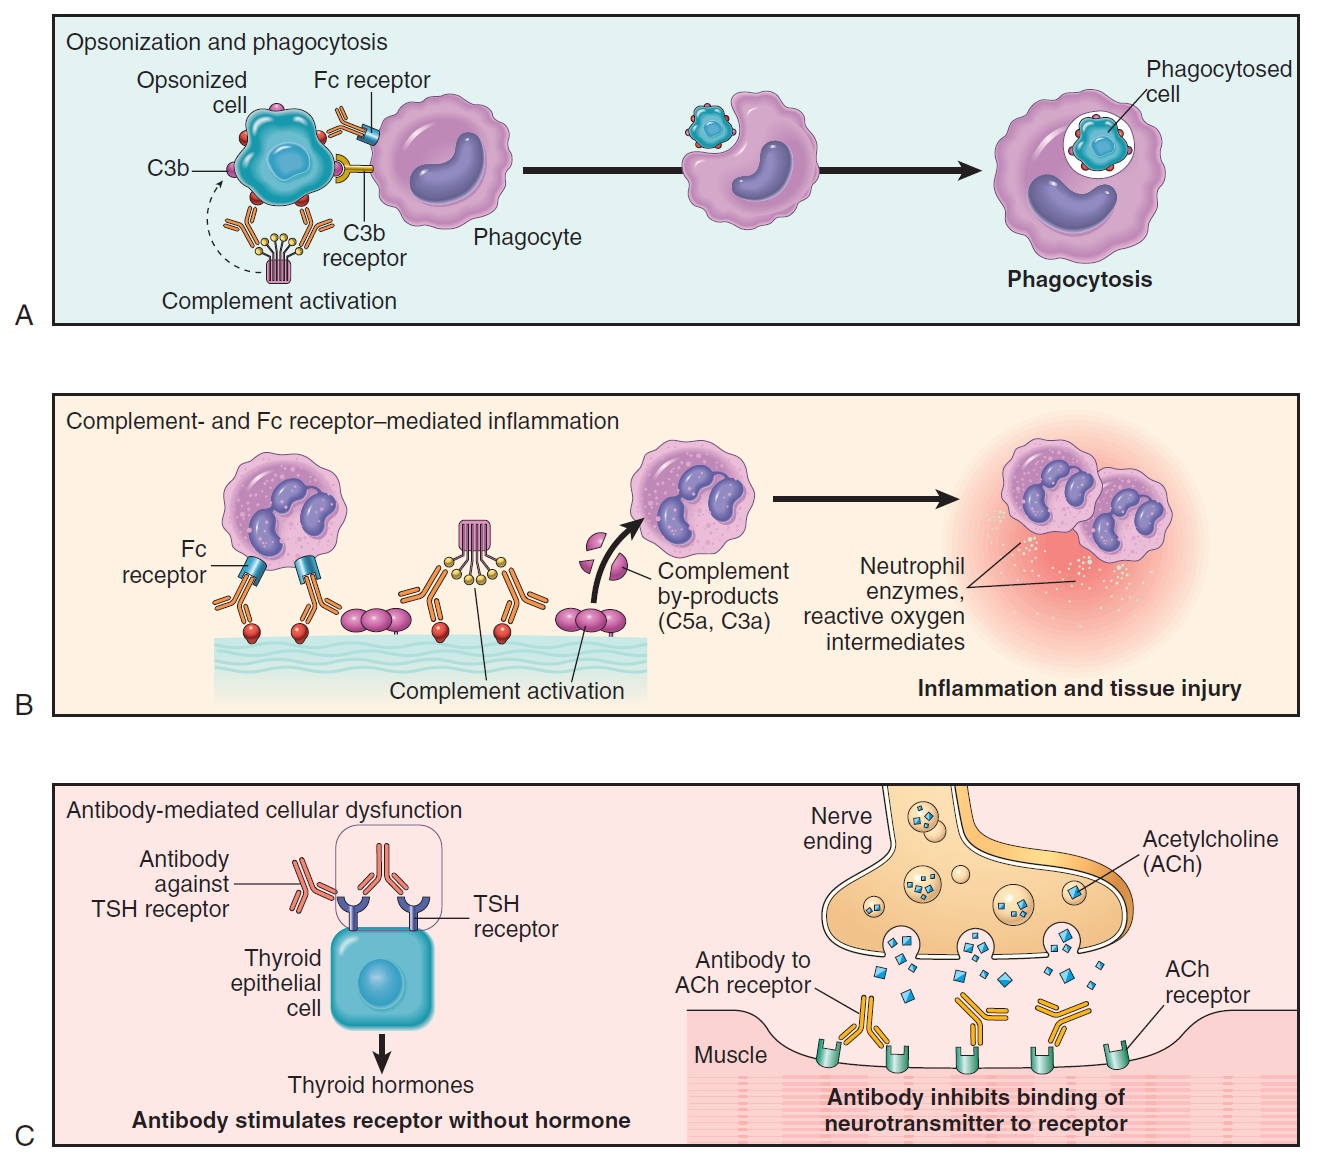 Opsonization and phagocytosis
Opsonized
cell
Fc receptor
C3b
C3b
receptor
Phagocyte
Complement activation
Phagocytosed
cell
Phagocytosis
A
Complement- and Fc receptor–mediated inflammation
Fc
receptor
Complement activation
Complement
by-products
(C5a, C3a)
Neutrophil
enzymes,
reactive oxygen
intermediates
Inflammation and tissue injury
B
Antibody-mediated cellular dysfunction
Antibody
against
TSH receptor
TSH
receptor
Thyroid
epithelial
cell
Thyroid hormones
Antibody stimulates receptor without hormone
Nerve
ending
Acetylcholine
(ACh)
Antibody to
ACh receptor
ACh
receptor
Muscle
Antibody inhibits binding of
neurotransmitter to receptor
C